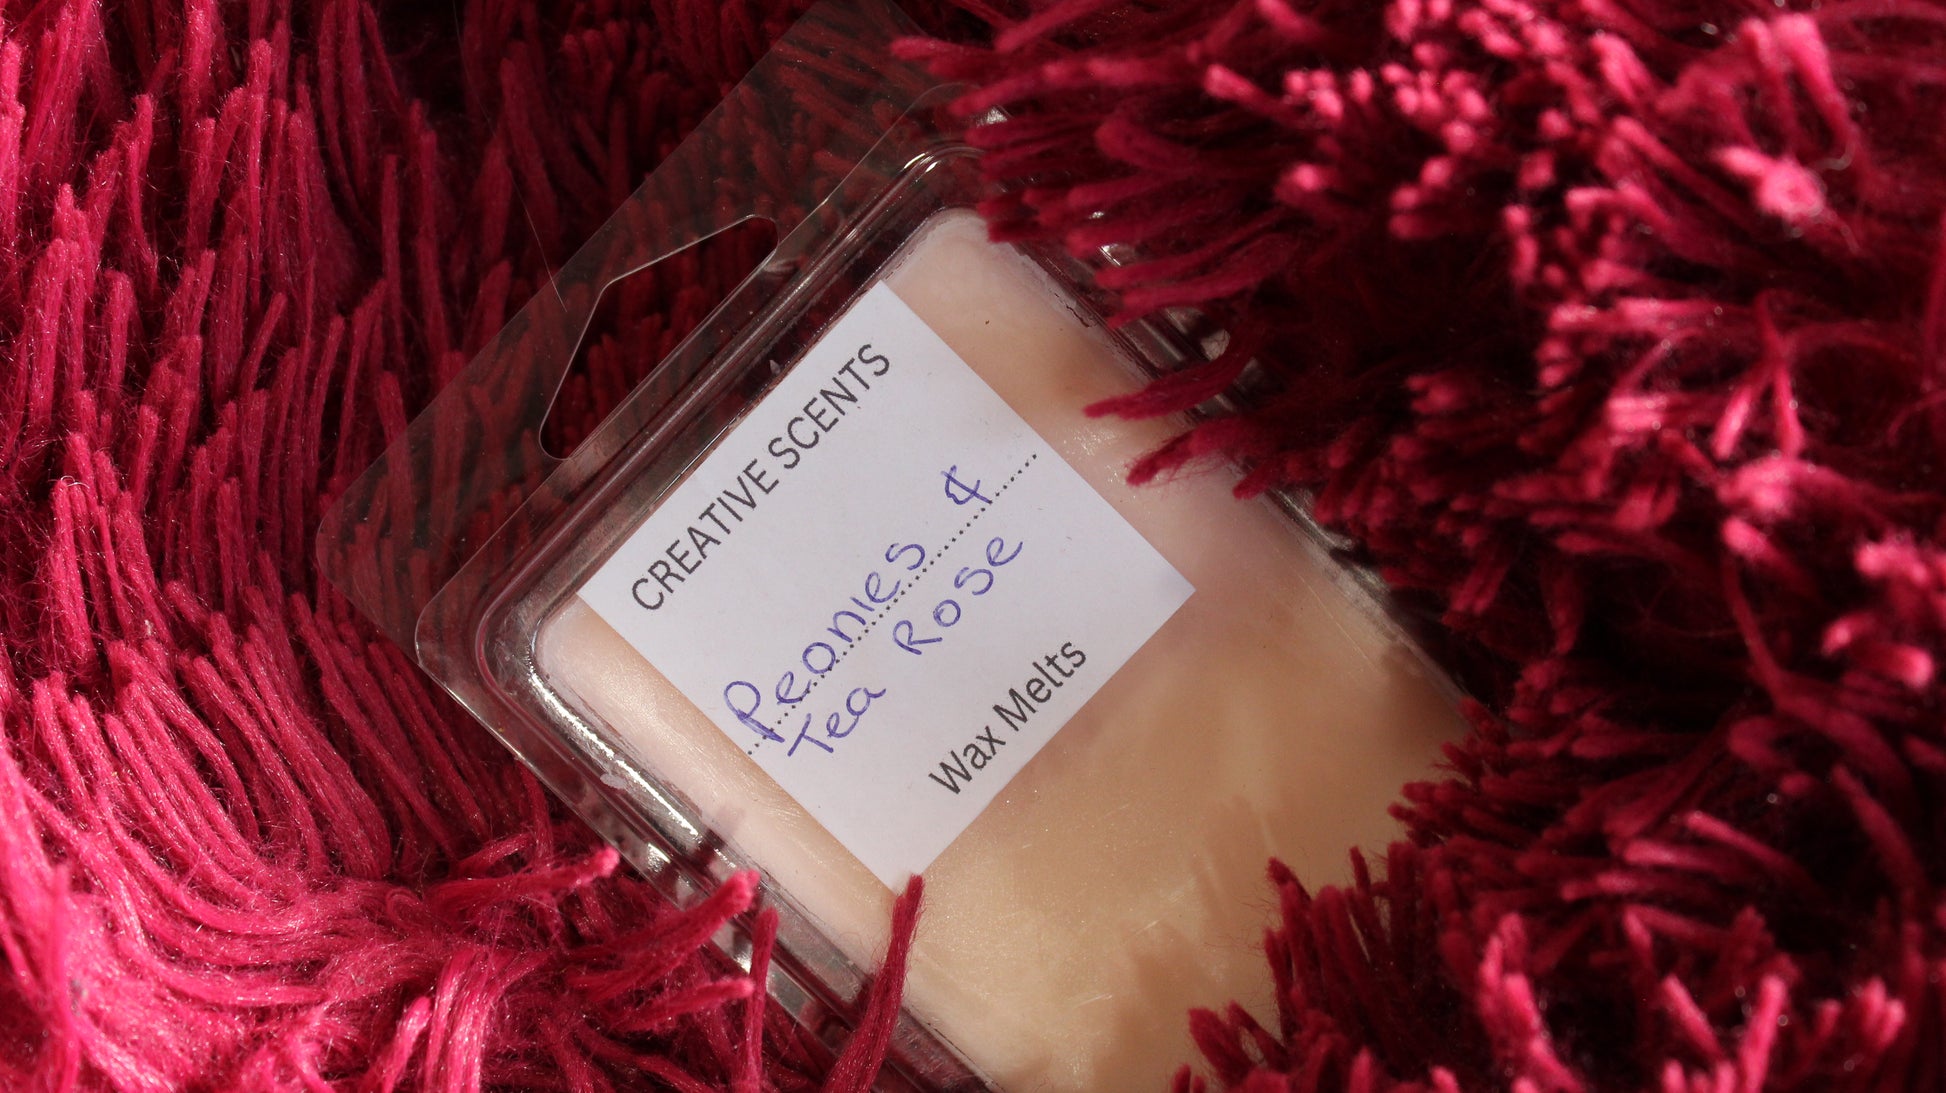 CREATIVE SCENTS
Peonies &
Tea Rose
Wax Melts